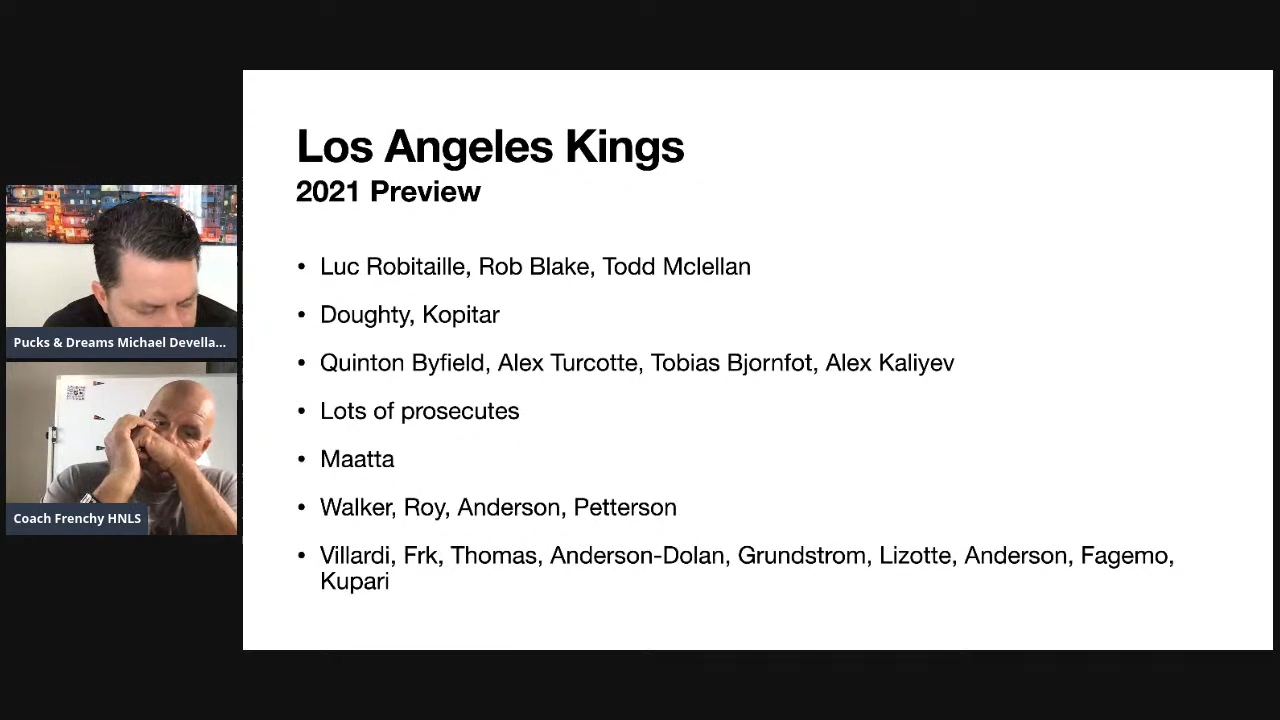 Los Angeles Kings
2021 Preview
• Luc Robitaille, Rob Blake, Todd Mclellan
• Doughty, Kopitar
• Quinton Byfield, Alex Turcotte, Tobias Bjornfot, Alex Kaliyev
• Lots of prosecutes
• Maatta
• Walker, Roy, Anderson, Petterson
• Villardi, Frk, Thomas, Anderson-Dolan, Grundstrom, Lizotte, Anderson, Fagemo,
Kupari
Pucks & Dreams Michael Devella...
Coach Frenchy HNLS